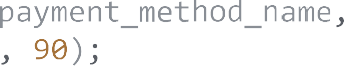 payment_method_name,
, 90);